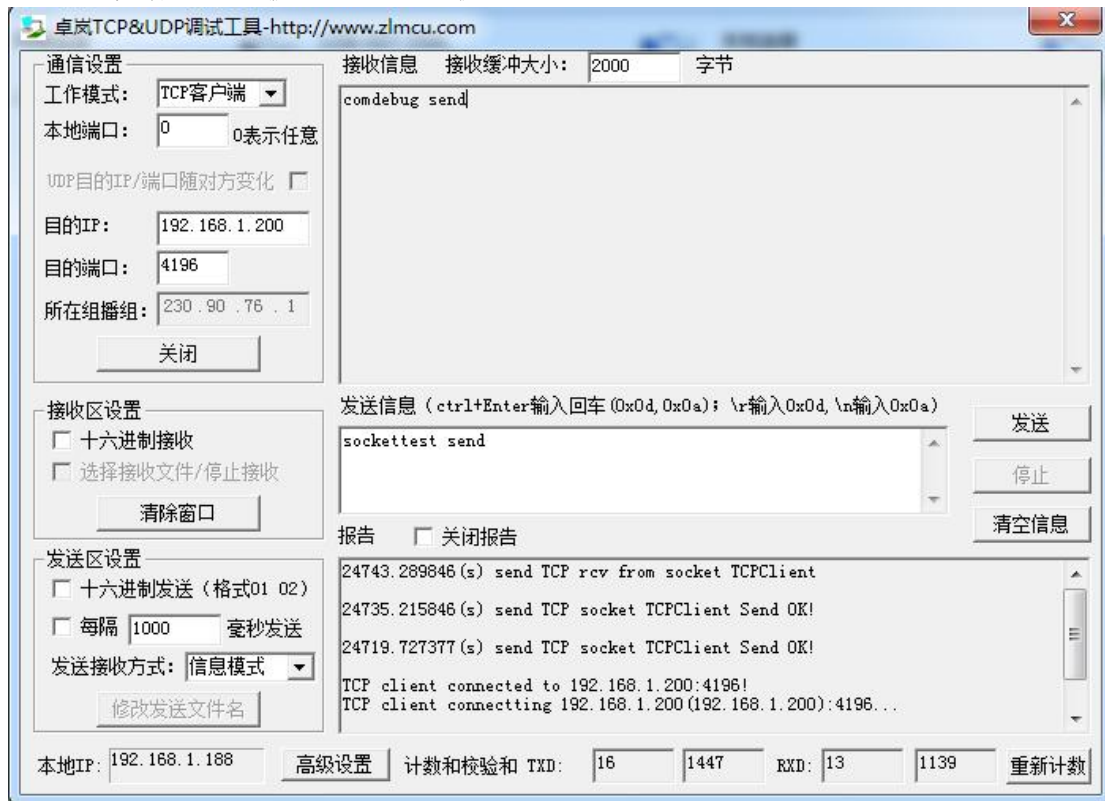 卓岚TCP&UDP调试工具-http://www.zlmcu.com
通信设置
工作模式： TCP客户端
本地端口： 0 0表示任意
UDP目的IP/端口随对方变化
目的IP： 192.168.1.200
目的端口： 4196
所在组播组： 230 .90 .76 .1
关闭
接收信息 接收缓冲大小： 2000 字节
comdebug send
接收区设置
十六进制接收
选择接收文件/停止接收
清除窗口
发送信息（ctrl+Enter输入回车(0x0d,0x0a)；\r输入0x0d,\n输入0x0a）
sockettest send
发送
停止
清空信息
发送区设置
十六进制发送（格式01 02）
每隔 1000 毫秒发送
发送接收方式： 信息模式
修改发送文件名
报告 关闭报告
24743.289846(s) send TCP rcv from socket TCPClient
24735.215846(s) send TCP socket TCPClient Send OK!
24719.727377(s) send TCP socket TCPClient Send OK!
TCP client connected to 192.168.1.200:4196!
TCP client connectting 192.168.1.200(192.168.1.200):4196...
本地IP: 192.168.1.188 高级设置 计数和校验和 TXD: 16 1447 RXD: 13 1139 重新计数